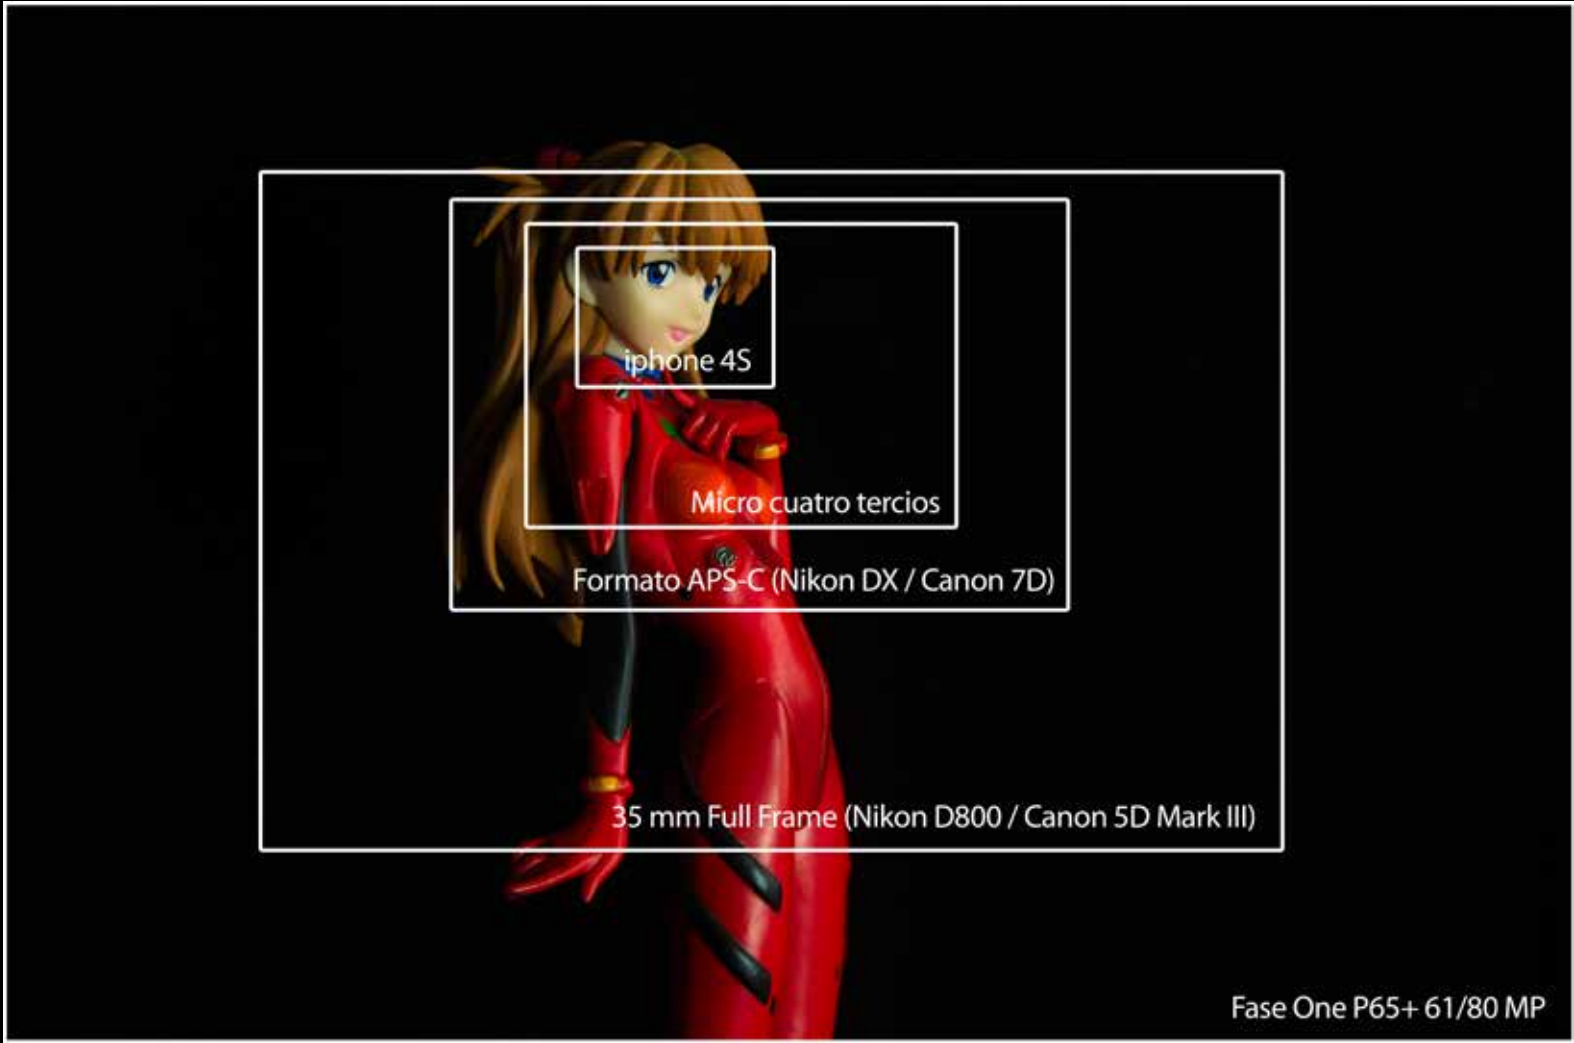 iphone 4S
Micro cuatro tercios
Formato APS-C (Nikon DX / Canon 7D)
35 mm Full Frame (Nikon D800 / Canon 5D Mark III)
Fase One P65+ 61/80 MP